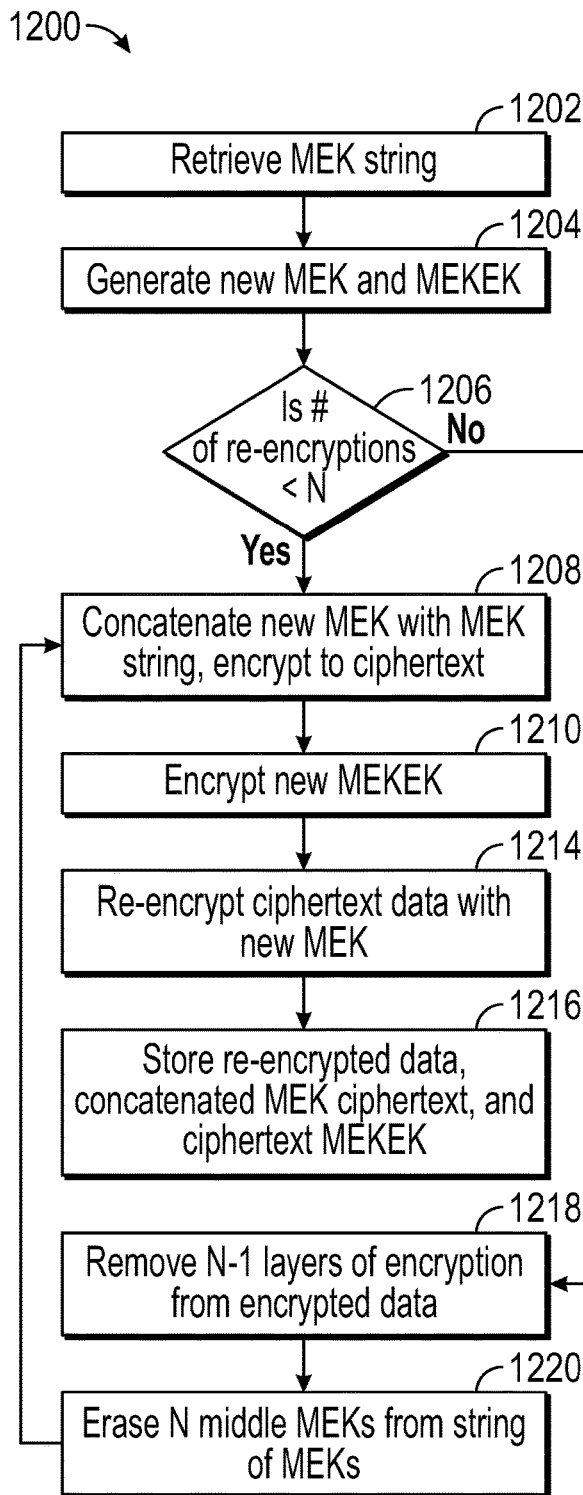 1200
1202
Retrieve MEK string
1204
Generate new MEK and MEKEK
1206
Is #
of re-encryptions
< N
No
Yes
1208
Concatenate new MEK with MEK
string, encrypt to ciphertext
1210
Encrypt new MEKEK
1214
Re-encrypt ciphertext data with
new MEK
1216
Store re-encrypted data,
concatenated MEK ciphertext, and
ciphertext MEKEK
1218
Remove N-1 layers of encryption
from encrypted data
1220
Erase N middle MEKs from string
of MEKs